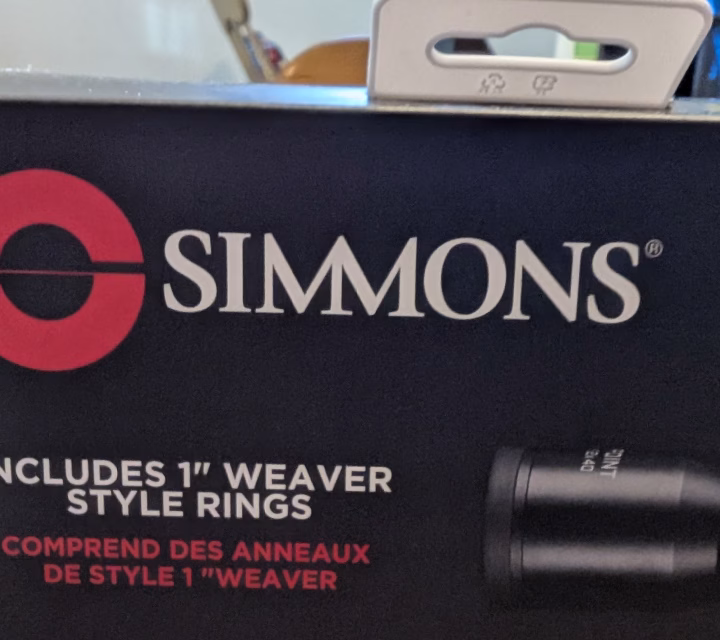 SIMMONS®
NCLUDES 1" WEAVER
STYLE RINGS
COMPREND DES ANNEAUX
DE STYLE 1 "WEAVER